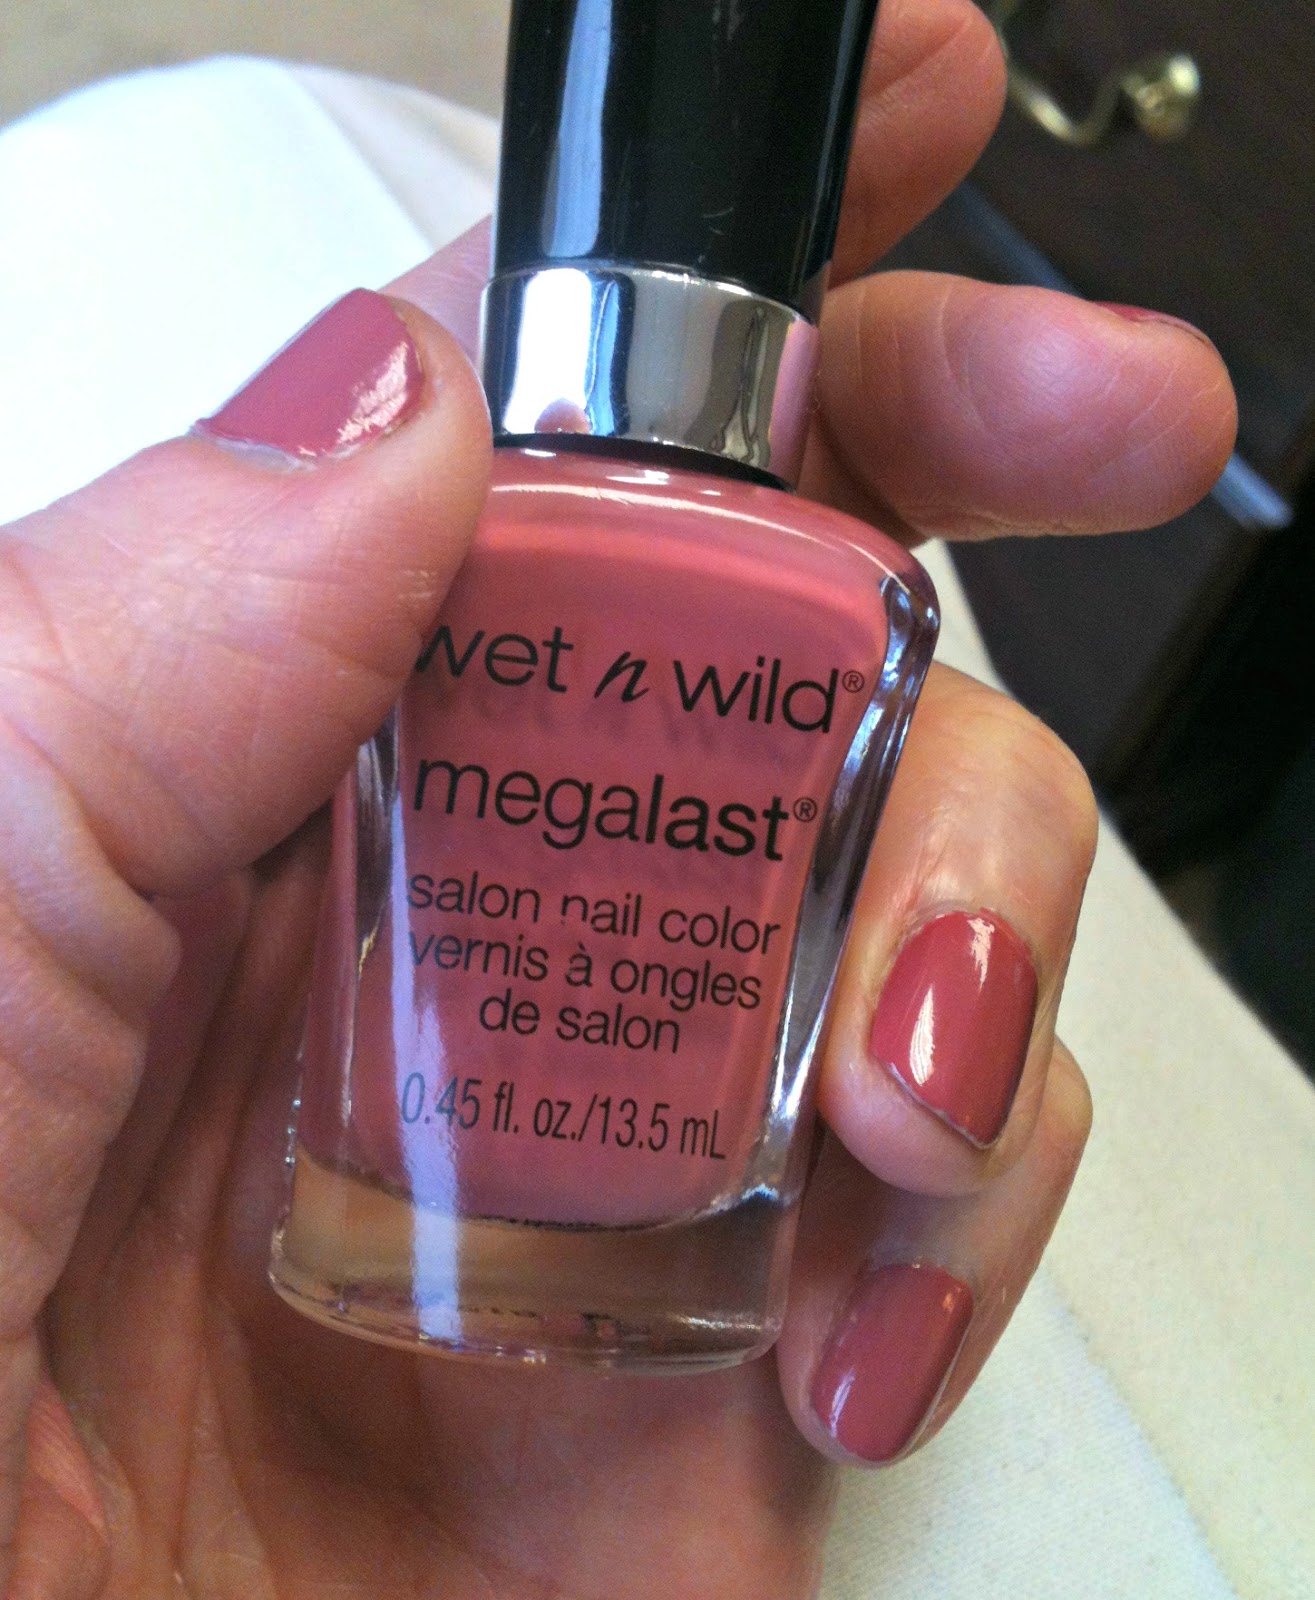 wet n wild®
megalast®
salon nail color
vernis à ongles
de salon
0.45 fl. oz./13.5 mL